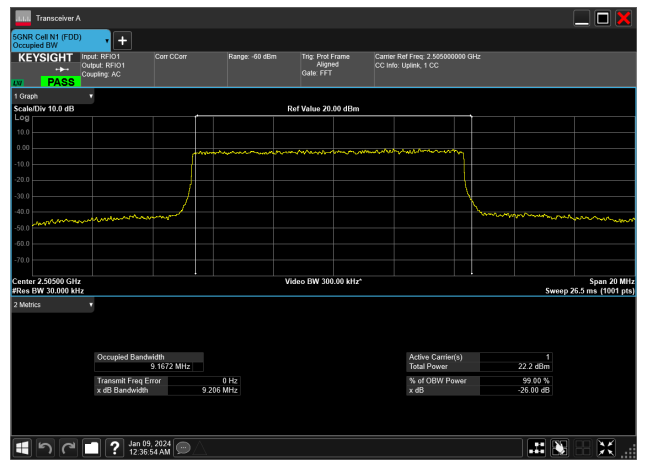 Transceiver A
5GNR Cell N1 (FDD)
Occupied BW
KEYSIGHT Input: RFIO1 Corr CCorr Range: -60 dBm Trig: Prot Frame Carrier Ref Freq: 2.505000000 GHz
Output: RFIO1 Aligned CC Info: Uplink, 1 CC
Coupling: AC Gate: FFT
PASS
1 Graph
Scale/Div 10.0 dB Ref Value 20.00 dBm
Log
10.0
0.00
-10.0
-20.0
-30.0
-40.0
-50.0
-60.0
-70.0
Center 2.50500 GHz Video BW 300.00 kHz* Span 20 MHz
#Res BW 30.000 kHz Sweep 26.5 ms (1001 pts)
2 Metrics
Occupied Bandwidth Active Carrier(s) 1
9.1672 MHz Total Power 22.2 dBm
Transmit Freq Error 0 Hz % of OBW Power 99.00 %
x dB Bandwidth 9.206 MHz x dB -26.00 dB
? Jan 09, 2024
12:36:54 AM